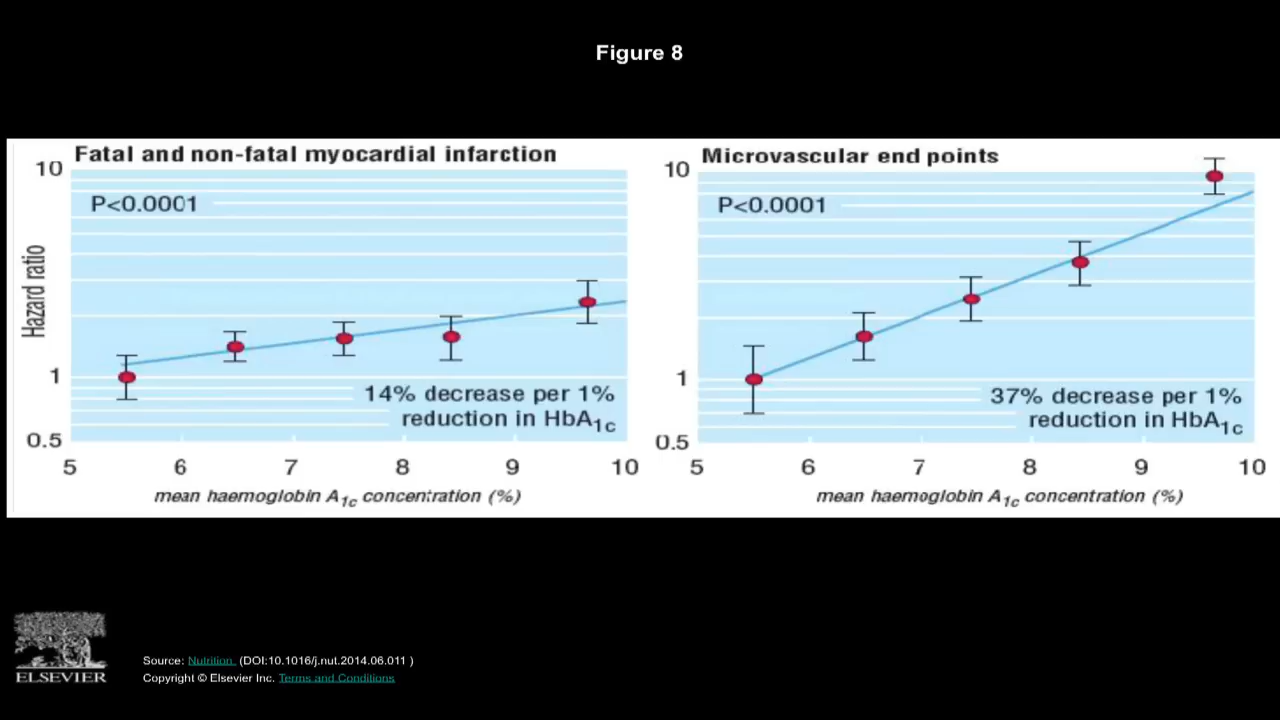 Figure 8
Fatal and non-fatal myocardial infarction
10
P<0.0001
Hazard ratio
1
14% decrease per 1%
reduction in HbA1c
0.5
5 6 7 8 9 10
mean haemoglobin A1c concentration (%)
Microvascular end points
10
P<0.0001
1
37% decrease per 1%
reduction in HbA1c
0.5
5 6 7 8 9 10
mean haemoglobin A1c concentration (%)
ELSEVIER
Source: Nutrition (DOI:10.1016/j.nut.2014.06.011 )
Copyright © Elsevier Inc. Terms and Conditions